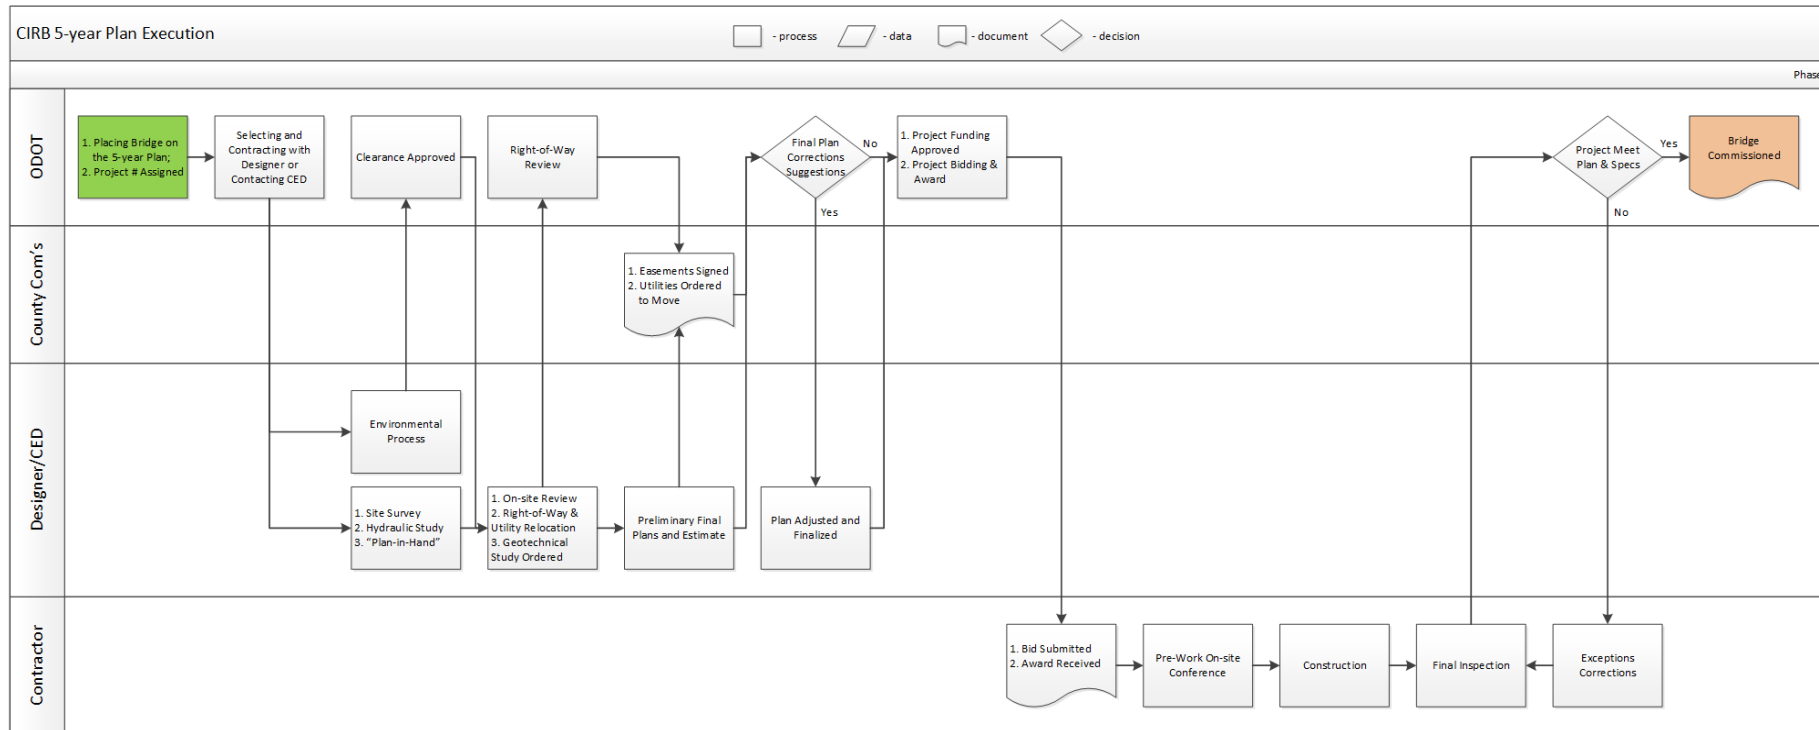 CIRB 5-year Plan Execution
- process
- data
- document
- decision
Phase
ODOT
1. Placing Bridge on
the 5-year Plan;
2. Project # Assigned
Selecting and
Contracting with
Designer or
Contacting CED
Clearance Approved
Right-of-Way
Review
Final Plan
Corrections
Suggestions
No
Yes
1. Project Funding
Approved
2. Project Bidding &
Award
Project Meet
Plan & Specs
Yes
No
Bridge
Commissioned
County Com's
1. Easements Signed
2. Utilities Ordered
to Move
Designer/CED
Environmental
Process
1. Site Survey
2. Hydraulic Study
3. "Plan-in-Hand"
1. On-site Review
2. Right-of-Way &
Utility Relocation
3. Geotechnical
Study Ordered
Preliminary Final
Plans and Estimate
Plan Adjusted and
Finalized
Contractor
1. Bid Submitted
2. Award Received
Pre-Work On-site
Conference
Construction
Final Inspection
Exceptions
Corrections